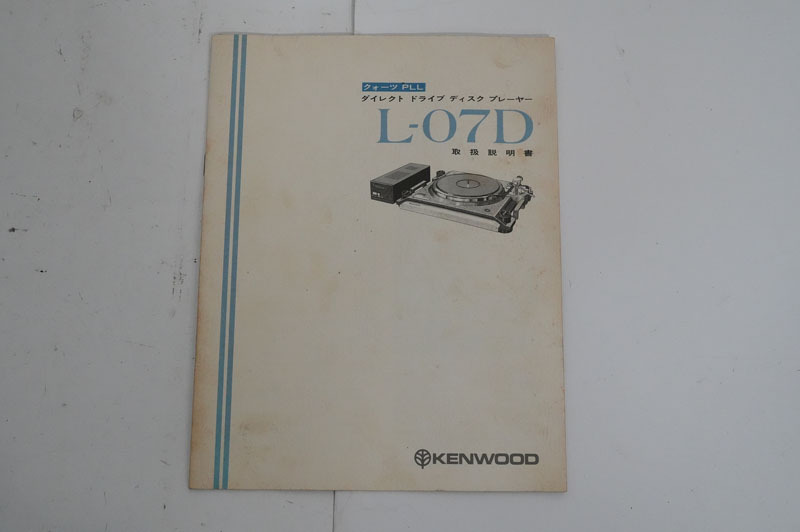 クォーツ PLL
ダイレクト ドライブ ディスク プレーヤー
L-07D
取扱説明書
KENWOOD